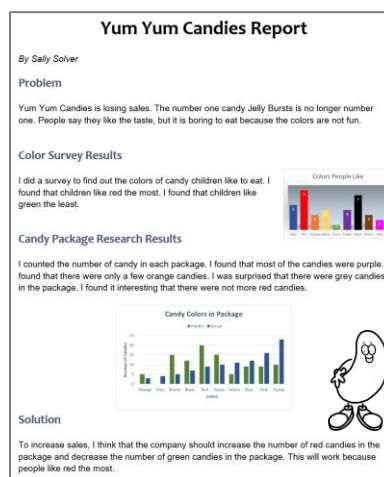 Yum Yum Candies Report
By Sally Solver
Problem
Yum Yum Candies is losing sales. The number one candy Jelly Bursts is no longer number
one. People say they like the taste, but it is boring to eat because the colors are not fun.
Color Survey Results
I did a survey to find out the colors of candy children like to eat. I
found that children like red the most. I found that children like
green the least.
Colors People Like
Candy Package Research Results
I counted the number of candy in each package. I found that most of the candies were purple.
found that there were only a few orange candies. I was surprised that there were grey candies
in the package. I found it interesting that there were not more red candies.
Candy Colors in Package
Predict Actual
Number of Candies
25
20
15
10
5
0
Orange Grey Brown Black Red Green Yellow Blue Pink Purple
Colors
Solution
To increase sales, I think that the company should increase the number of red candies in the
package and decrease the number of green candies in the package. This will work because
people like red the most.